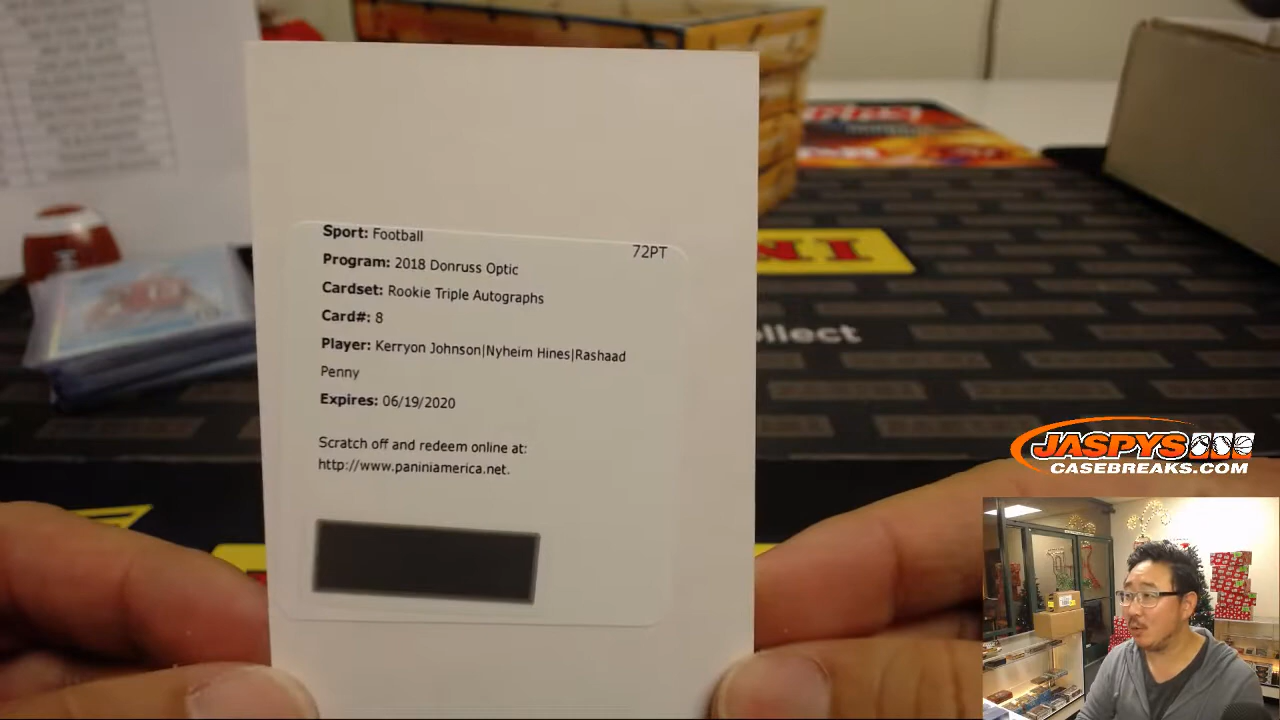 Sport: Football
72PT
Program: 2018 Donruss Optic
Cardset: Rookie Triple Autographs
Card#: 8
Player: Kerryon Johnson|Nyheim Hines|Rashaad
Penny
Expires: 06/19/2020
Scratch off and redeem online at:
http://www.paniniamerica.net.
JASPYS
CASEBREAKS.COM